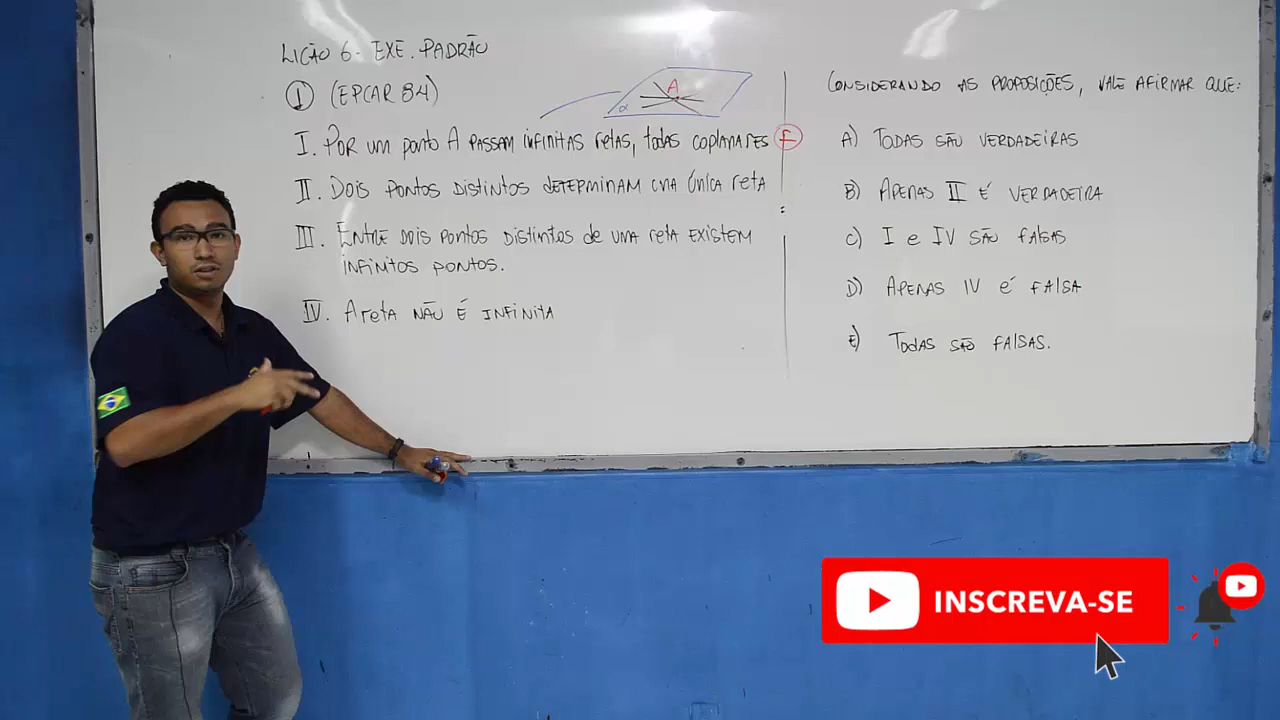 LIÇÃO 6 - EXE. PADRÃO
1 (EPCAR 84)
A
α
I. POR UM PONTO A PASSAM INFINITAS RETAS, TODAS COPLANARES F
II. DOIS PONTOS DISTINTOS DETERMINAM UMA ÚNICA RETA
III. ENTRE DOIS PONTOS DISTINTOS DE UMA RETA EXISTEM
INFINITOS PONTOS.
IV. A RETA NÃO É INFINITA
CONSIDERANDO AS PROPOSIÇÕES, VALE AFIRMAR QUE:
A) TODAS SÃO VERDADEIRAS
B) APENAS II É VERDADEIRA
C) I e IV SÃO FALSAS
D) APENAS IV é FALSA
E) TODAS SÃO FALSAS.
INSCREVA-SE